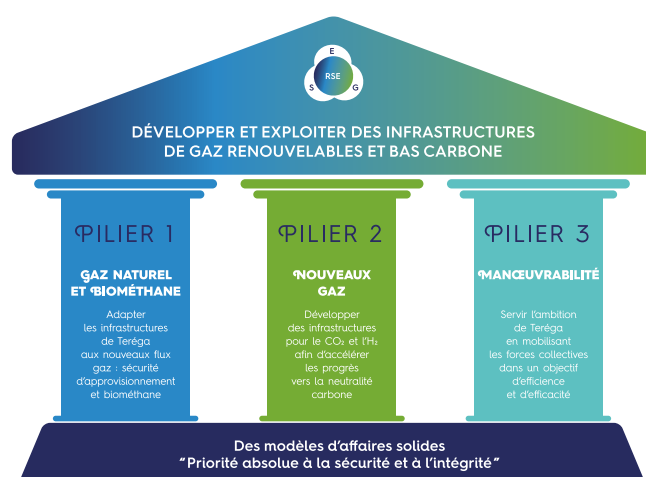 E
RSE
S
G
DÉVELOPPER ET EXPLOITER DES INFRASTRUCTURES
DE GAZ RENOUVELABLES ET BAS CARBONE
PILIER 1
GAZ NATUREL
ET BIOMÉTHANE
Adapter
les infrastructures
de Teréga
aux nouveaux flux
gaz : sécurité
d'approvisionnement
et biométhane
PILIER 2
NOUVEAUX
GAZ
Développer
des infrastructures
pour le CO₂ et l'H₂
afin d'accélérer
les progrès
vers la neutralité
carbone
PILIER 3
MANŒUVRABILITÉ
Servir l'ambition
de Teréga
en mobilisant
les forces collectives
dans un objectif
d'efficience
et d'efficacité
Des modèles d'affaires solides
"Priorité absolue à la sécurité et à l'intégrité"